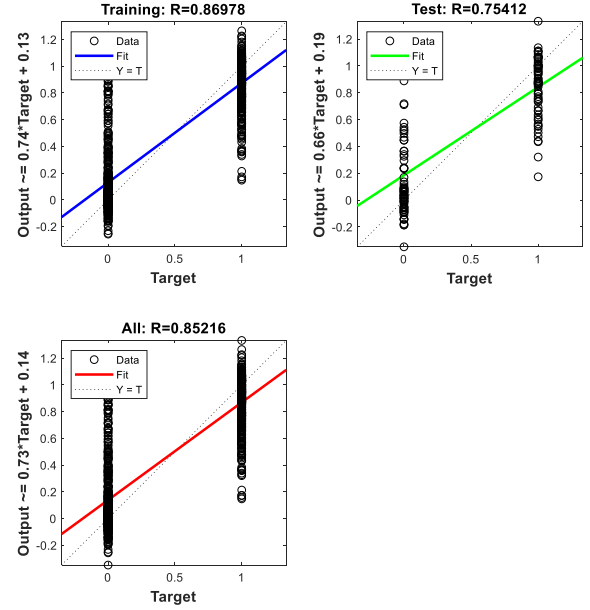 Training: R=0.86978
Output ~= 0.74*Target + 0.13
1.2
1
0.8
0.6
0.4
0.2
0
-0.2
Data
Fit
Y = T
0
0.5
1
Target
Test: R=0.75412
Output ~= 0.66*Target + 0.19
1.2
1
0.8
0.6
0.4
0.2
0
-0.2
Data
Fit
Y = T
0
0.5
1
Target
All: R=0.85216
Output ~= 0.73*Target + 0.14
1.2
1
0.8
0.6
0.4
0.2
0
-0.2
Data
Fit
Y = T
0
0.5
1
Target